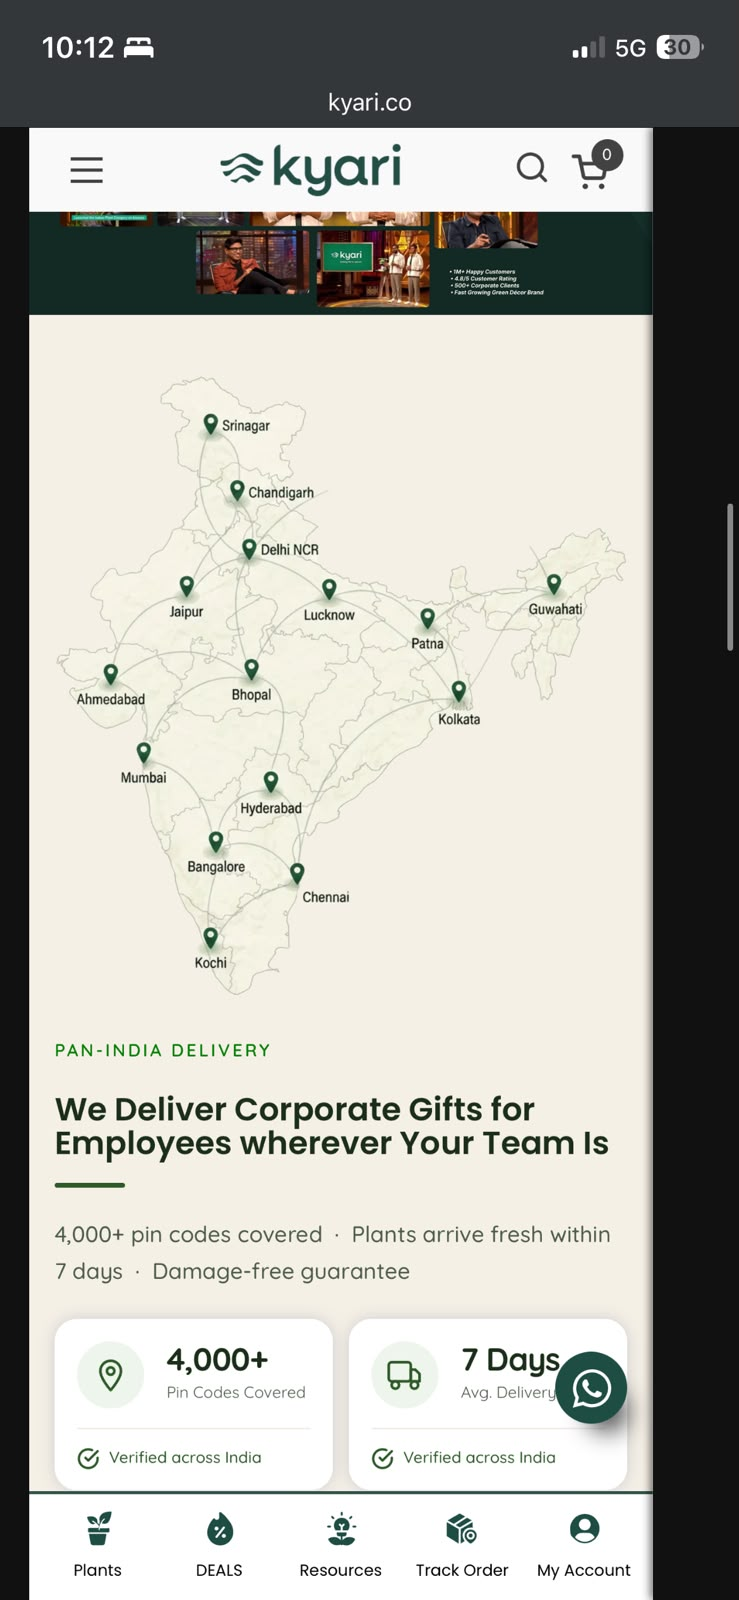 10:12
5G 30
kyari.co
kyari
0
kyari
• 1M+ Happy Customers
• 4.8/5 Customer Rating
• 500+ Corporate Clients
• Fast Growing Green Décor Brand
Srinagar
Chandigarh
Delhi NCR
Jaipur
Lucknow
Guwahati
Patna
Ahmedabad
Bhopal
Kolkata
Mumbai
Hyderabad
Bangalore
Chennai
Kochi
PAN-INDIA DELIVERY
We Deliver Corporate Gifts for
Employees wherever Your Team Is
4,000+ pin codes covered · Plants arrive fresh within
7 days · Damage-free guarantee
4,000+
Pin Codes Covered
Verified across India
7 Days
Avg. Delivery
Verified across India
Plants
DEALS
Resources
Track Order
My Account